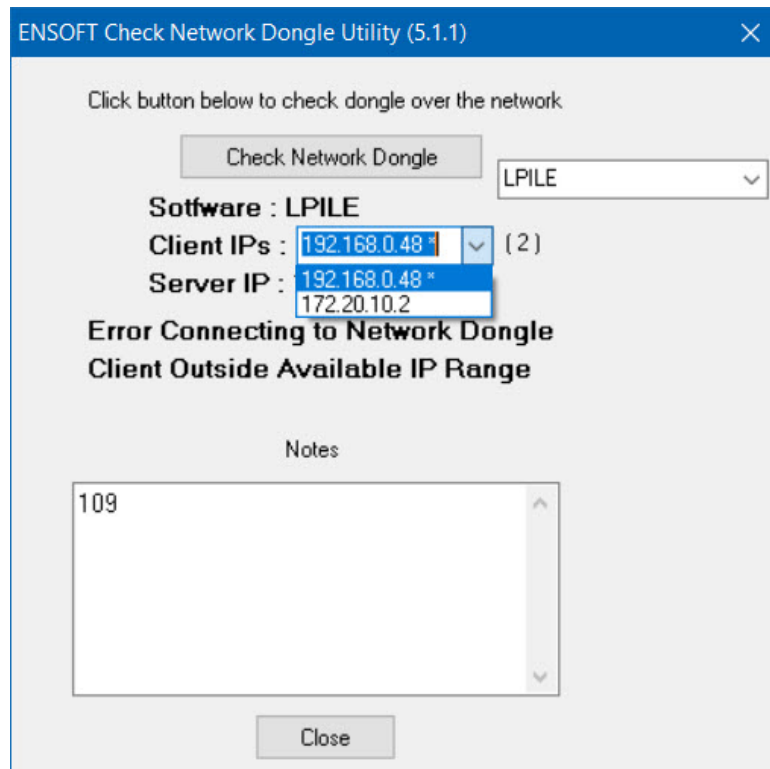 ENSOFT Check Network Dongle Utility (5.1.1)
Click button below to check dongle over the network
Check Network Dongle
LPILE
Sotfware : LPILE
Client IPs : 192.168.0.48 * (2)
Server IP :
192.168.0.48 *
172.20.10.2
Error Connecting to Network Dongle
Client Outside Available IP Range
Notes
109
Close